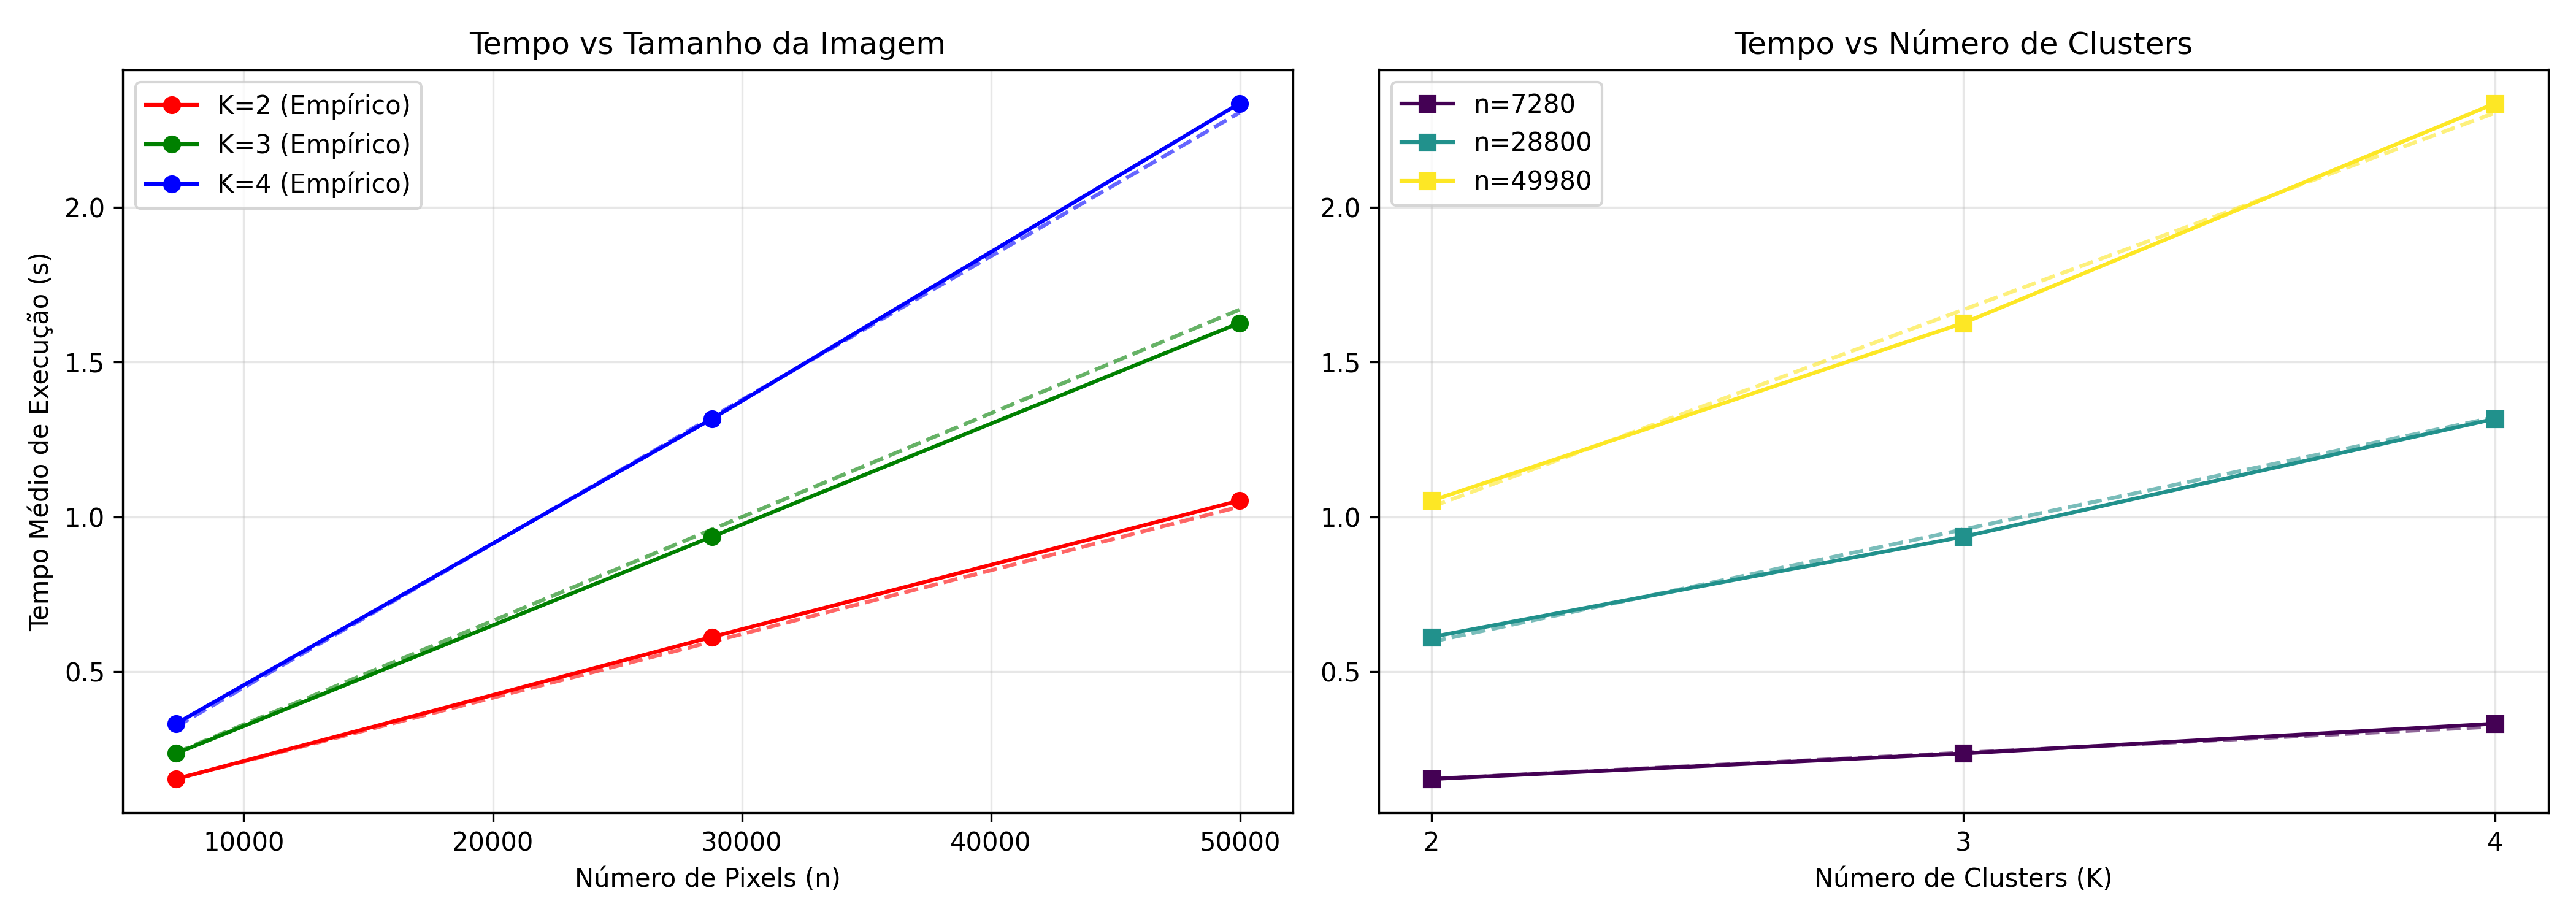 Tempo vs Tamanho da Imagem
K=2 (Empírico)
K=3 (Empírico)
K=4 (Empírico)
2.0
1.5
1.0
0.5
Tempo Médio de Execução (s)
10000 20000 30000 40000 50000
Número de Pixels (n)
Tempo vs Número de Clusters
n=7280
n=28800
n=49980
2.0
1.5
1.0
0.5
2 3 4
Número de Clusters (K)